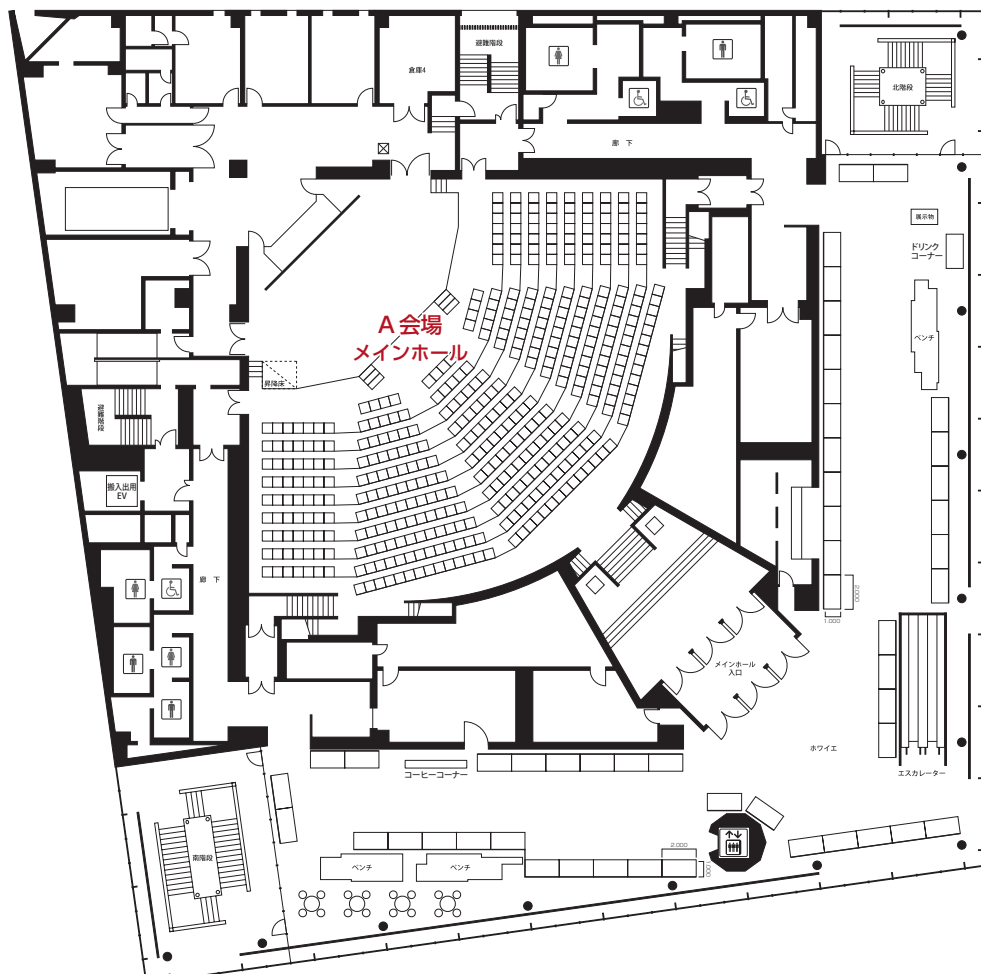 避難階段
倉庫4
北階段
廊 下
展示物
ドリンク
コーナー
A 会場
メインホール
ベンチ
昇降床
避難階段
搬入出用
EV
廊 下
2,000
1,000
メインホール
入口
ホワイエ
エスカレーター
コーヒーコーナー
南階段
ベンチ
ベンチ
2,000